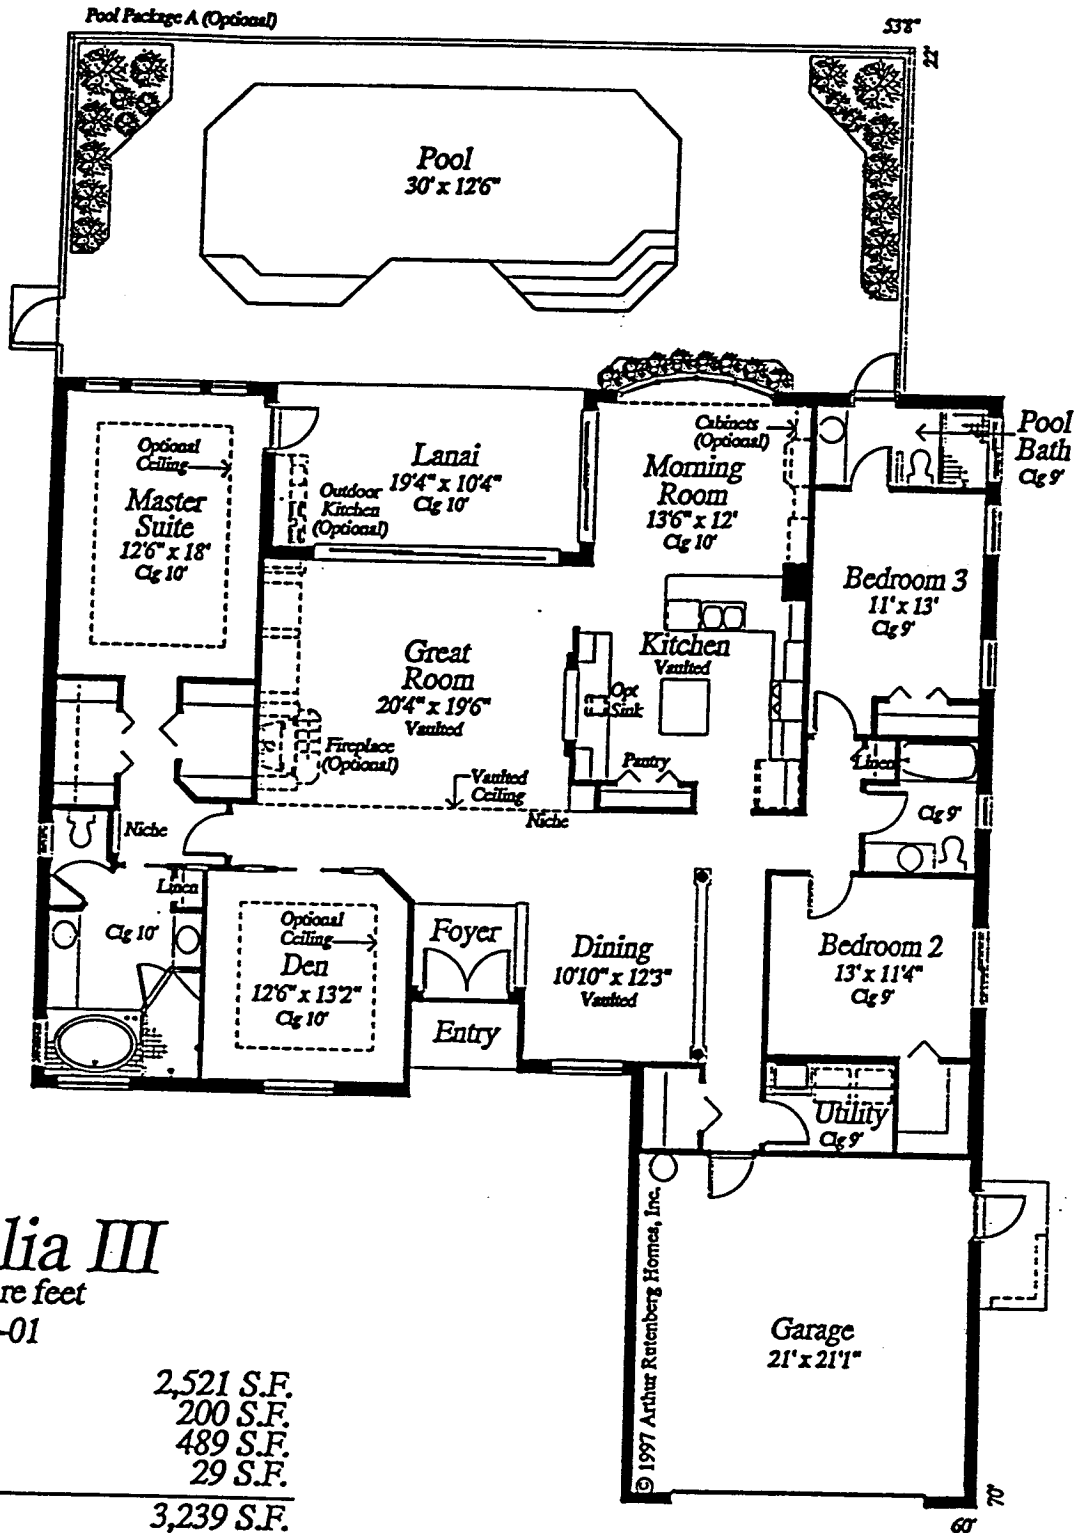 Pool Package A (Optional)
53'8"
22'
Pool
30' x 12'6"
Lanai
19'4" x 10'4"
Clg 10'
Outdoor
Kitchen
(Optional)
Optional
Ceiling
Master
Suite
12'6" x 18'
Clg 10'
Cabinets
(Optional)
Morning
Room
13'6" x 12'
Clg 10'
Pool
Bath
Clg 9'
Bedroom 3
11' x 13'
Clg 9'
Great
Room
20'4" x 19'6"
Vaulted
Kitchen
Vaulted
Opt
Sink
Fireplace
(Optional)
Vaulted
Ceiling
Pantry
Linen
Clg 9'
Niche
Niche
Linen
Clg 10'
Optional
Ceiling
Den
12'6" x 13'2"
Clg 10'
Foyer
Entry
Dining
10'10" x 12'3"
Vaulted
Bedroom 2
13' x 11'4"
Clg 9'
Utility
Clg 9'
© 1997 Arthur Rutenberg Homes, Inc.
Garage
21' x 21'1"
70'
60'
lia III
re feet
-01
2,521 S.F.
200 S.F.
489 S.F.
29 S.F.
3,239 S.F.